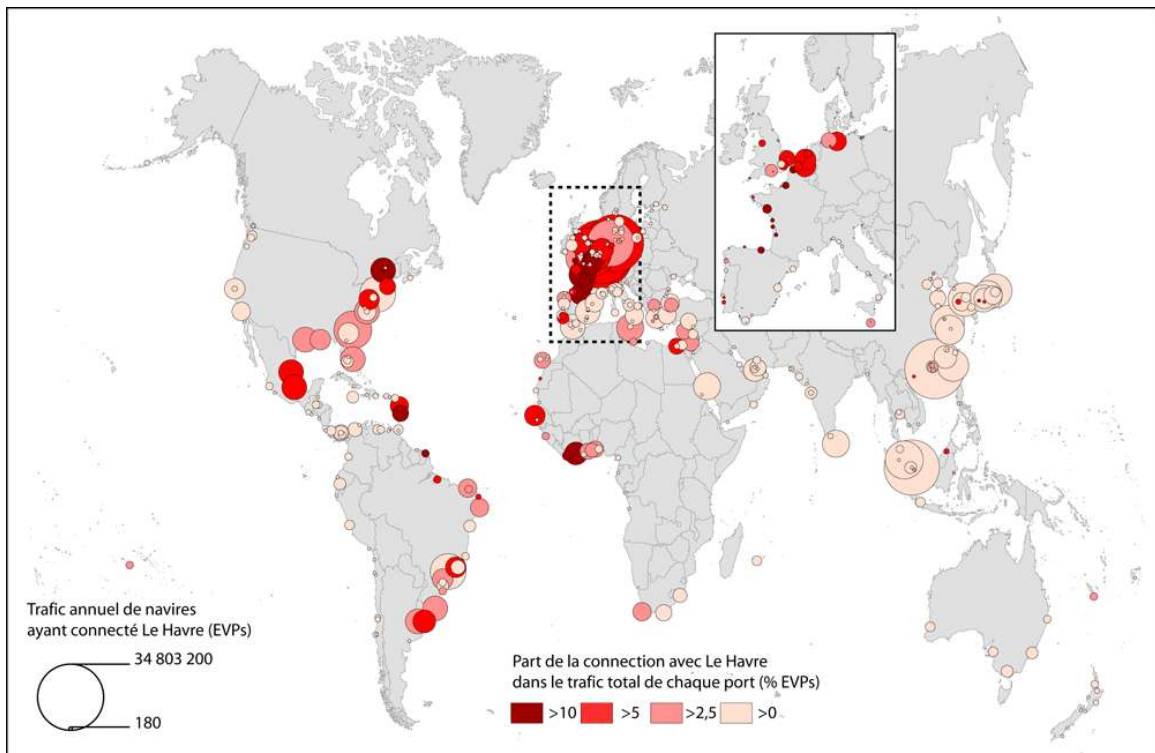 Trafic annuel de navires
ayant connecté Le Havre (EVPs)
34 803 200
180
Part de la connection avec Le Havre
dans le trafic total de chaque port (% EVPs)
>10 >5 >2,5 >0